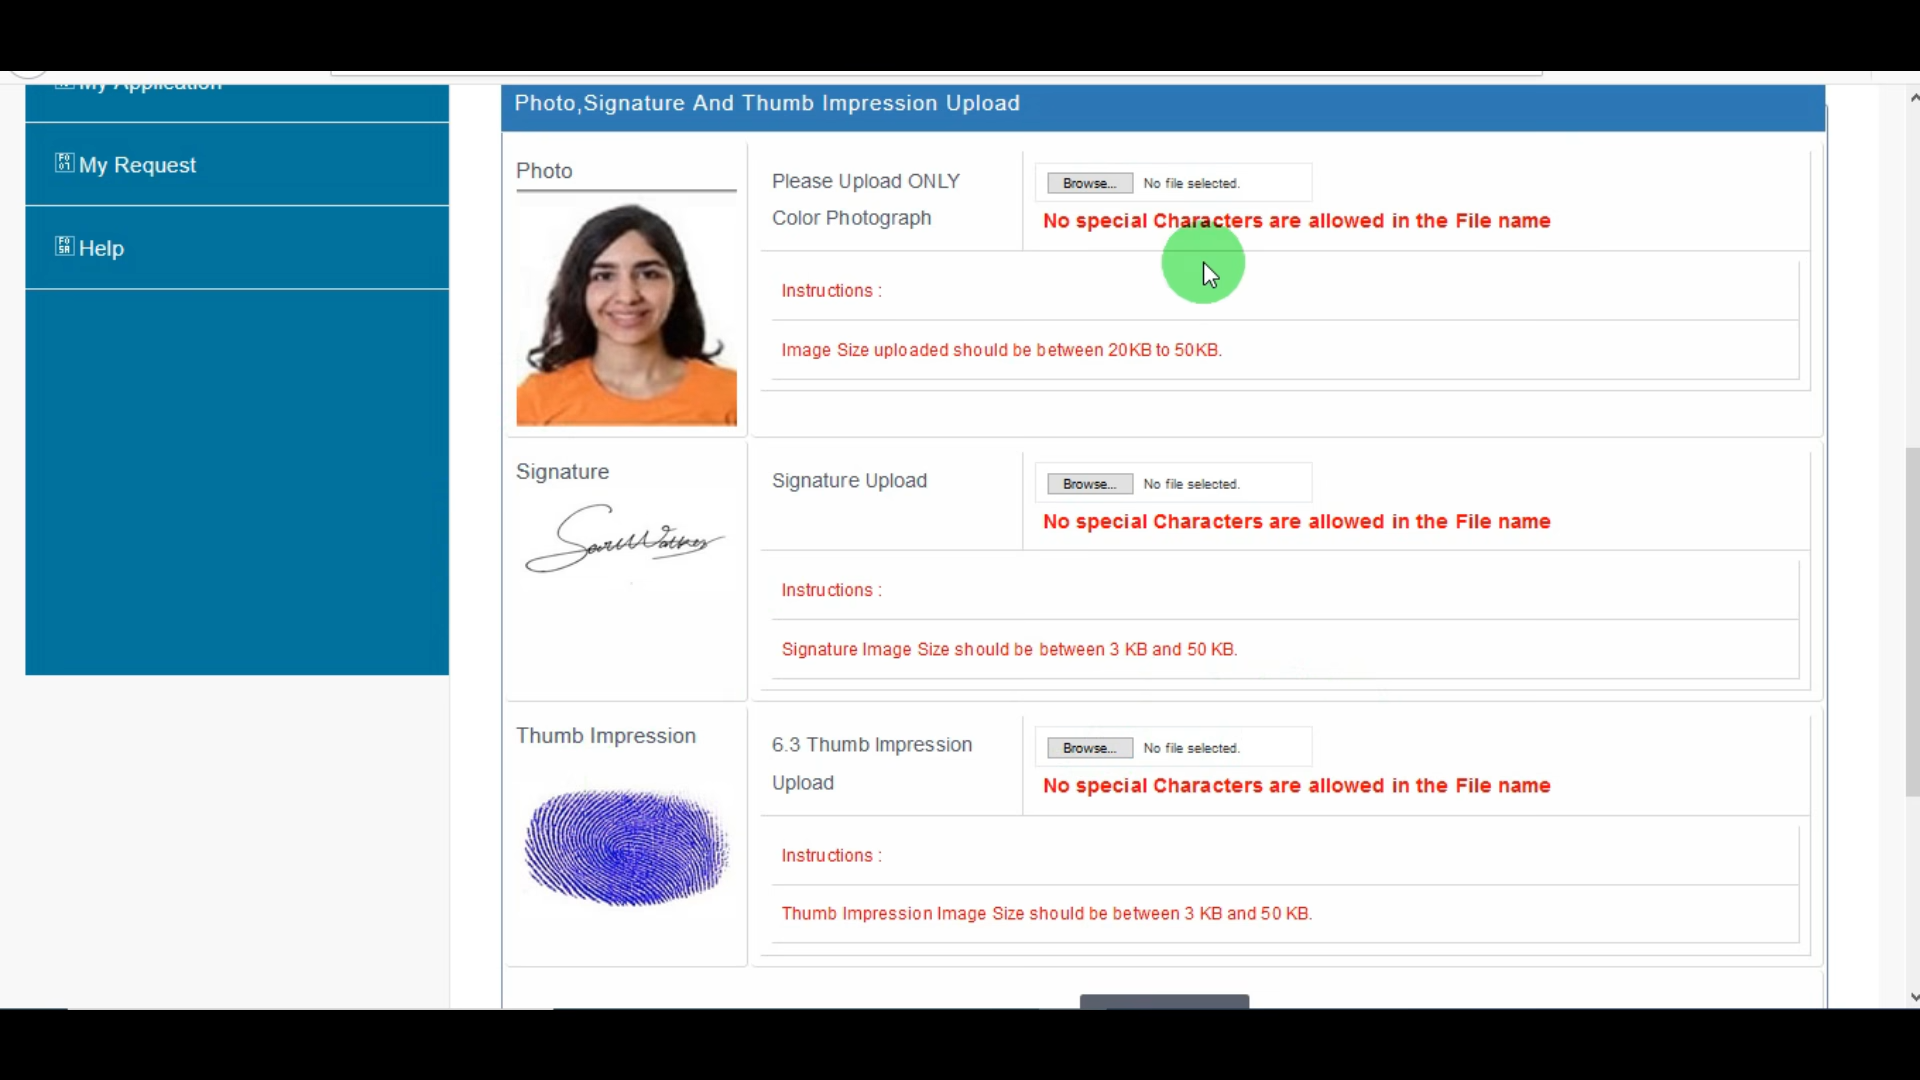 My Application
My Request
Help
Photo,Signature And Thumb Impression Upload
Photo
Please Upload ONLY
Color Photograph
Browse... No file selected.
No special Characters are allowed in the File name
Instructions :
Image Size uploaded should be between 20KB to 50KB.
Signature
Signature Upload
Browse... No file selected.
No special Characters are allowed in the File name
Instructions :
Signature Image Size should be between 3 KB and 50 KB.
Thumb Impression
6.3 Thumb Impression
Upload
Browse... No file selected.
No special Characters are allowed in the File name
Instructions :
Thumb Impression Image Size should be between 3 KB and 50 KB.